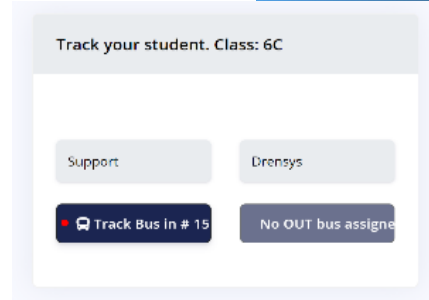 Track your student. Class: 6C
Support
Drensys
Track Bus in # 15
No OUT bus assigne